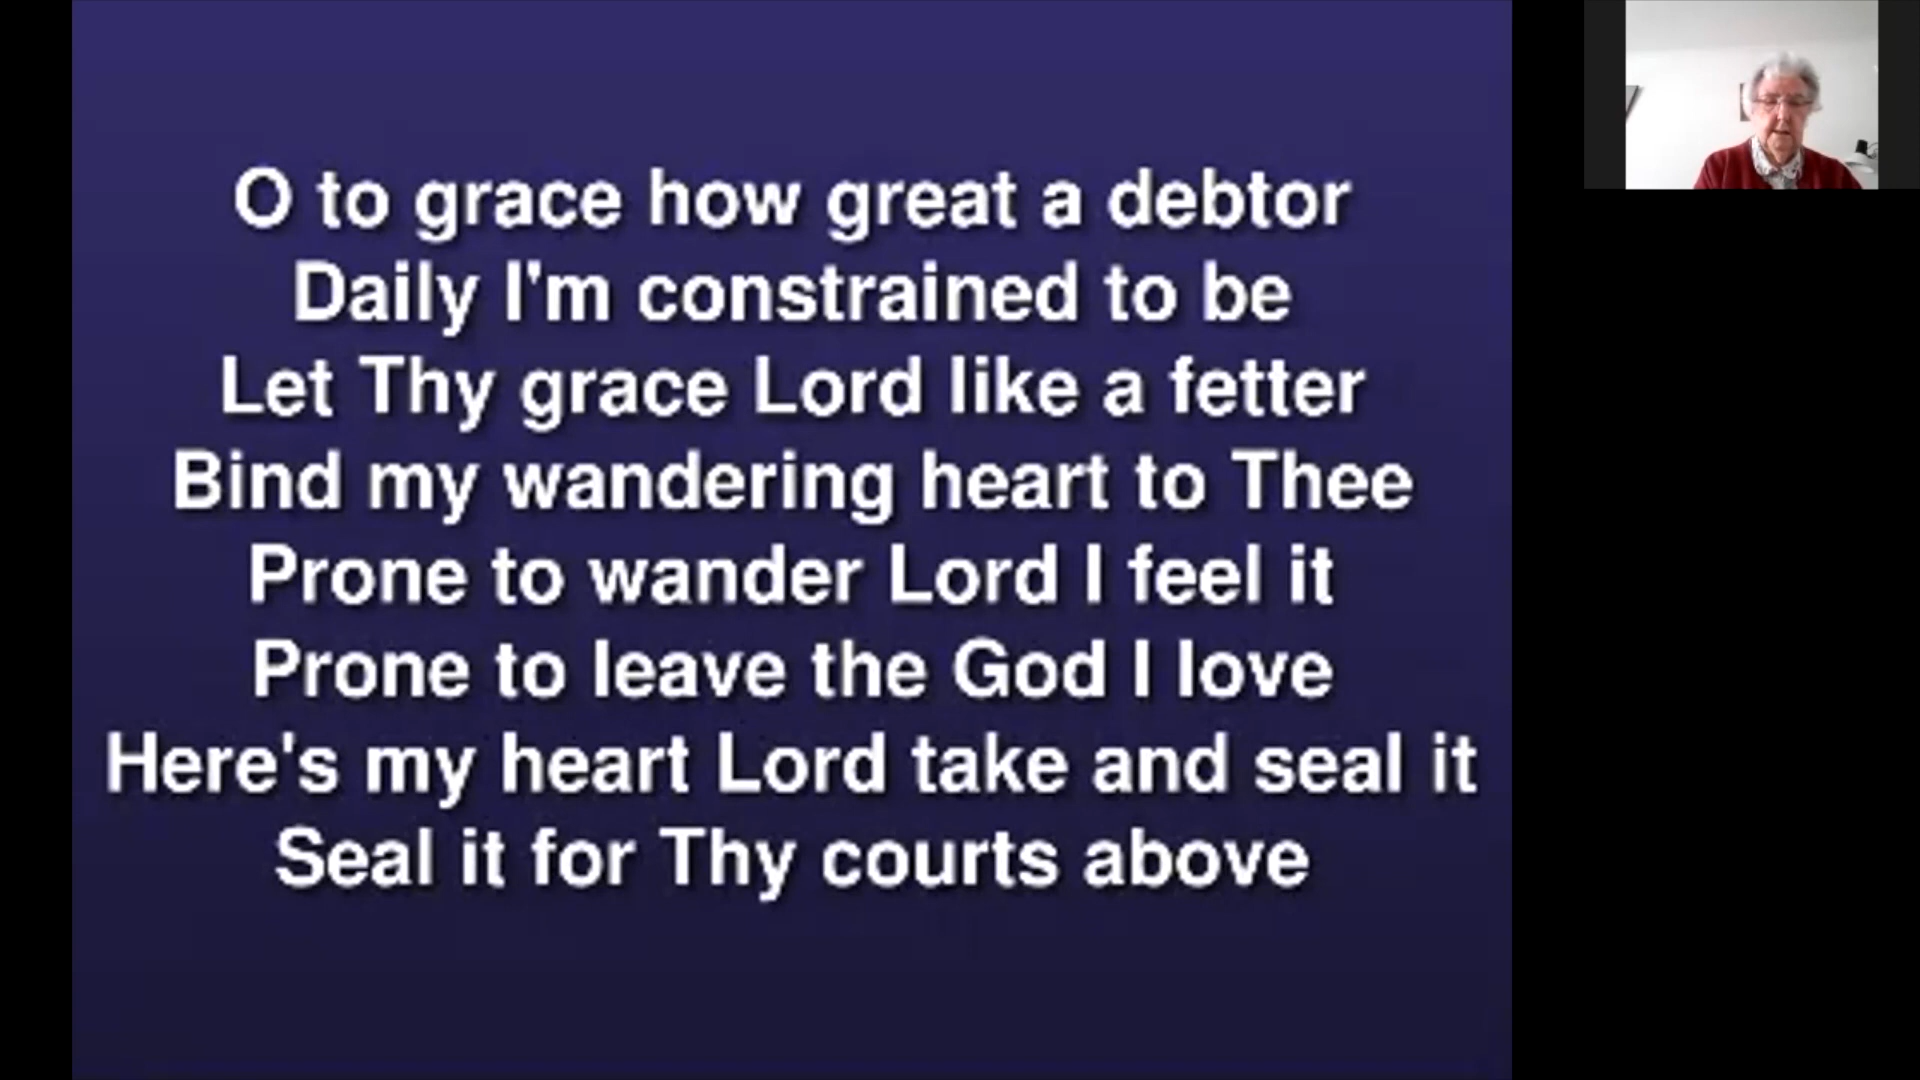 O to grace how great a debtor
Daily I'm constrained to be
Let Thy grace Lord like a fetter
Bind my wandering heart to Thee
Prone to wander Lord I feel it
Prone to leave the God I love
Here's my heart Lord take and seal it
Seal it for Thy courts above